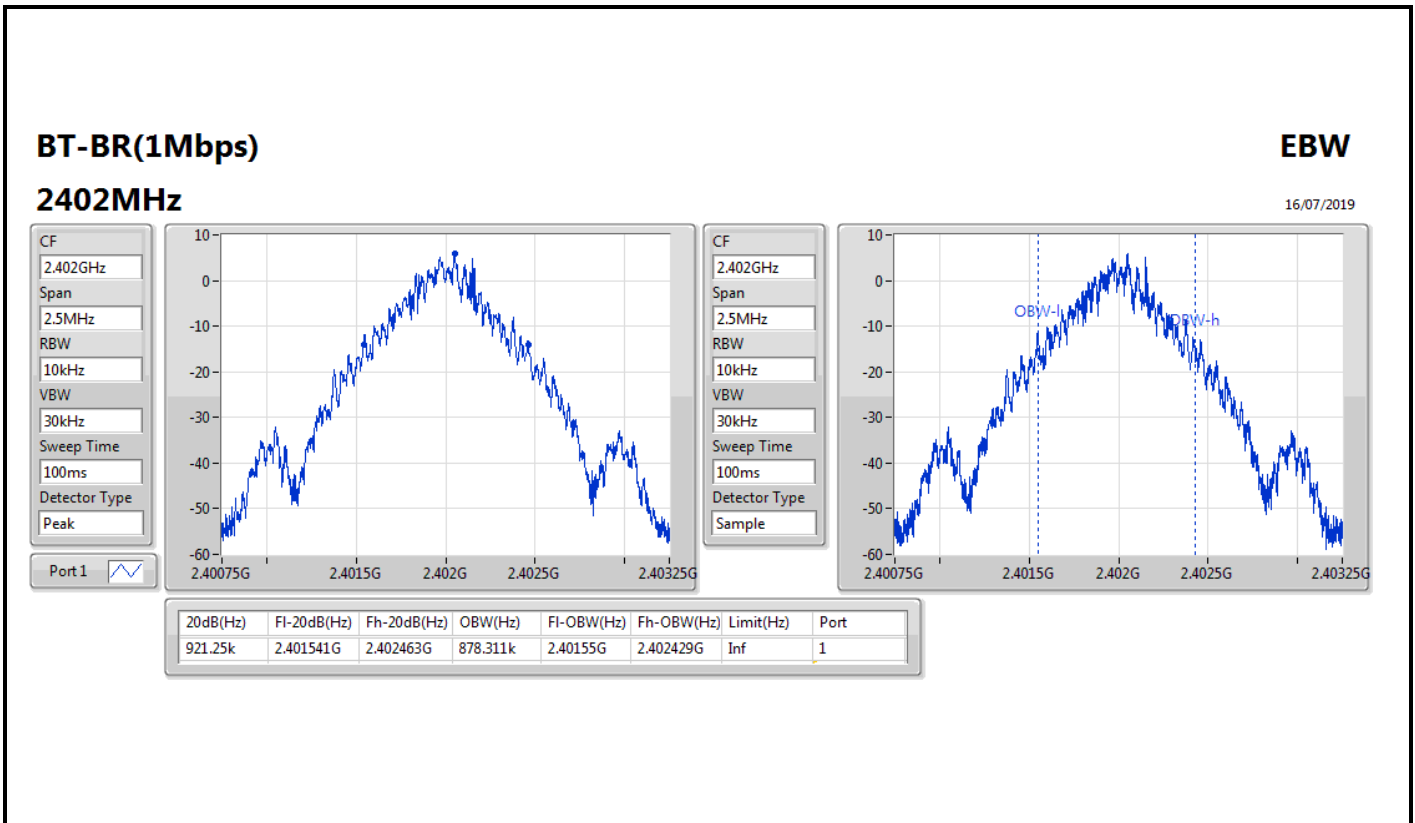 BT-BR(1Mbps)
EBW
2402MHz
16/07/2019
CF
2.402GHz
Span
2.5MHz
RBW
10kHz
VBW
30kHz
Sweep Time
100ms
Detector Type
Peak
Port 1
10
0
-10
-20
-30
-40
-50
-60
2.40075G 2.4015G 2.402G 2.4025G 2.40325G
CF
2.402GHz
Span
2.5MHz
RBW
10kHz
VBW
30kHz
Sweep Time
100ms
Detector Type
Sample
10
0
-10
-20
-30
-40
-50
-60
OBW-l
OBW-h
2.40075G 2.4015G 2.402G 2.4025G 2.40325G
20dB(Hz) Fl-20dB(Hz) Fh-20dB(Hz) OBW(Hz) Fl-OBW(Hz) Fh-OBW(Hz) Limit(Hz) Port
921.25k 2.401541G 2.402463G 878.311k 2.40155G 2.402429G Inf 1